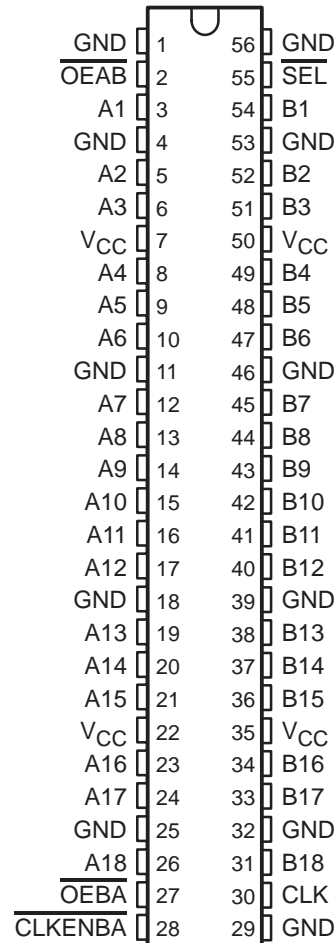 GND 1 56 GND
OEAB 2 55 SEL
A1 3 54 B1
GND 4 53 GND
A2 5 52 B2
A3 6 51 B3
VCC 7 50 VCC
A4 8 49 B4
A5 9 48 B5
A6 10 47 B6
GND 11 46 GND
A7 12 45 B7
A8 13 44 B8
A9 14 43 B9
A10 15 42 B10
A11 16 41 B11
A12 17 40 B12
GND 18 39 GND
A13 19 38 B13
A14 20 37 B14
A15 21 36 B15
VCC 22 35 VCC
A16 23 34 B16
A17 24 33 B17
GND 25 32 GND
A18 26 31 B18
OEBA 27 30 CLK
CLKENBA 28 29 GND